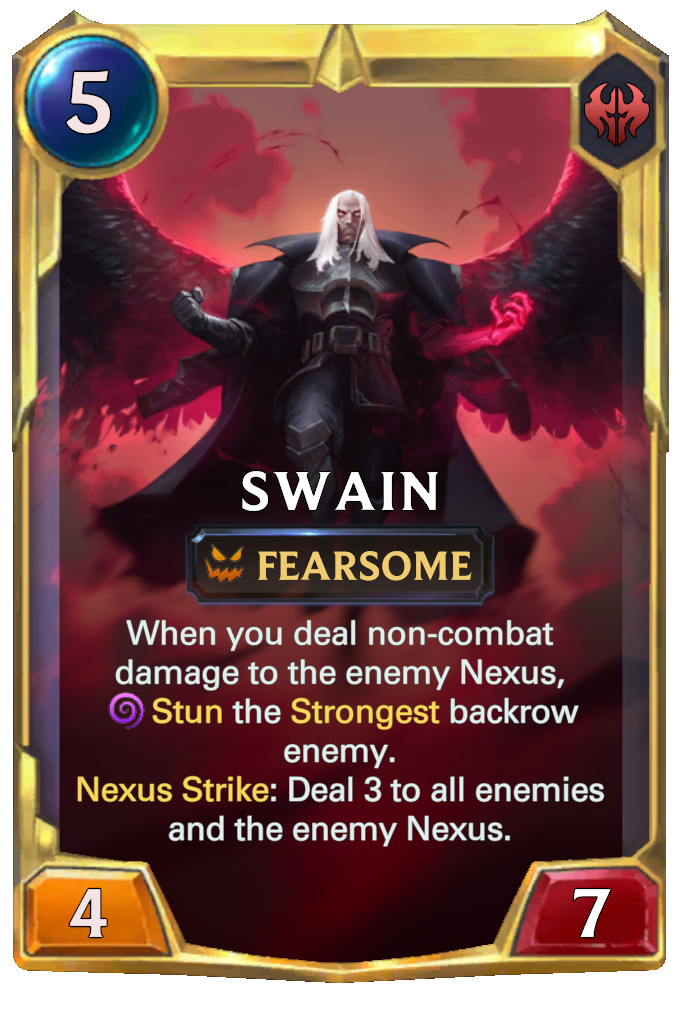 5
SWAIN
FEARSOME
When you deal non-combat
damage to the enemy Nexus,
Stun the Strongest backrow
enemy.
Nexus Strike: Deal 3 to all enemies
and the enemy Nexus.
4
7